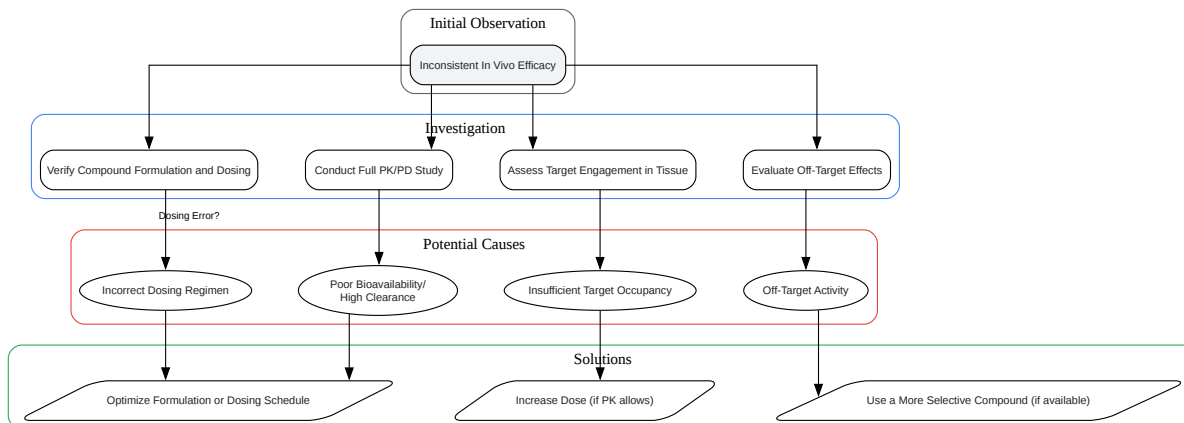 Initial Observation
Inconsistent In Vivo Efficacy
Investigation
Verify Compound Formulation and Dosing
Conduct Full PK/PD Study
Assess Target Engagement in Tissue
Evaluate Off-Target Effects
Dosing Error?
Potential Causes
Incorrect Dosing Regimen
Poor Bioavailability/
High Clearance
Insufficient Target Occupancy
Off-Target Activity
Solutions
Optimize Formulation or Dosing Schedule
Increase Dose (if PK allows)
Use a More Selective Compound (if available)